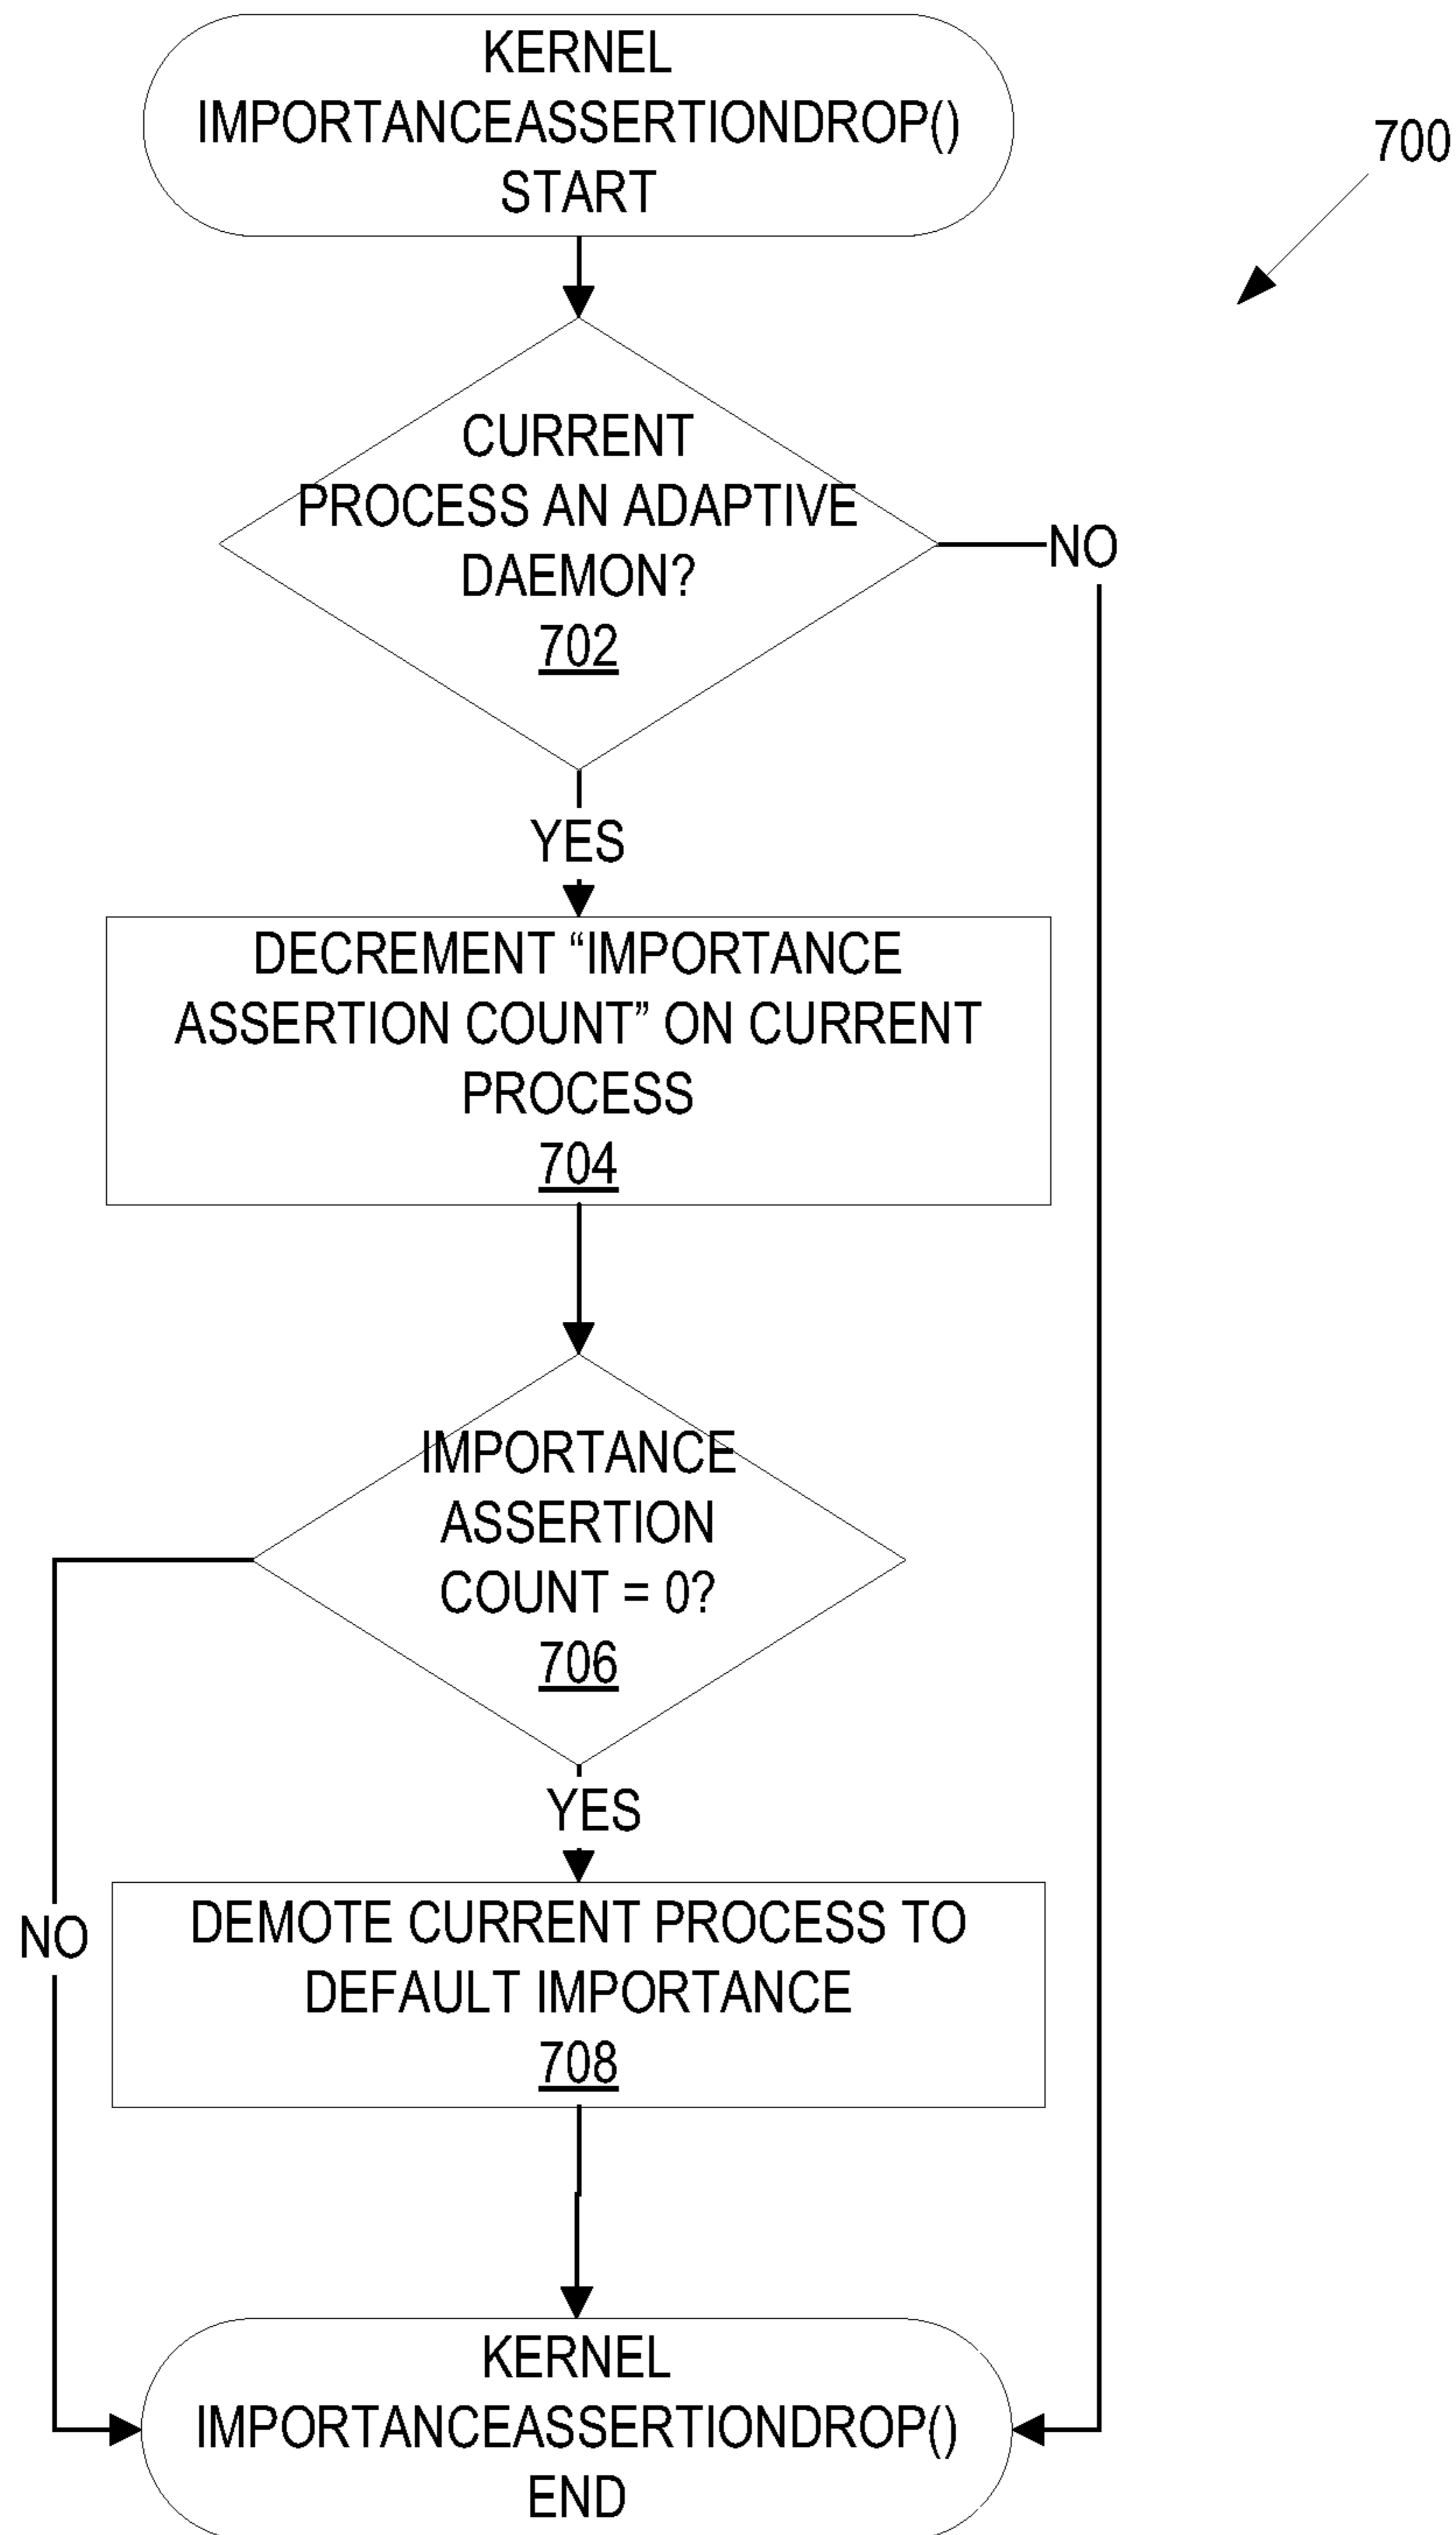 KERNEL
IMPORTANCEASSERTIONDROP()
START
700
CURRENT
PROCESS AN ADAPTIVE
DAEMON?
702
NO
YES
DECREMENT “IMPORTANCE
ASSERTION COUNT” ON CURRENT
PROCESS
704
IMPORTANCE
ASSERTION
COUNT = 0?
706
YES
NO
DEMOTE CURRENT PROCESS TO
DEFAULT IMPORTANCE
708
KERNEL
IMPORTANCEASSERTIONDROP()
END